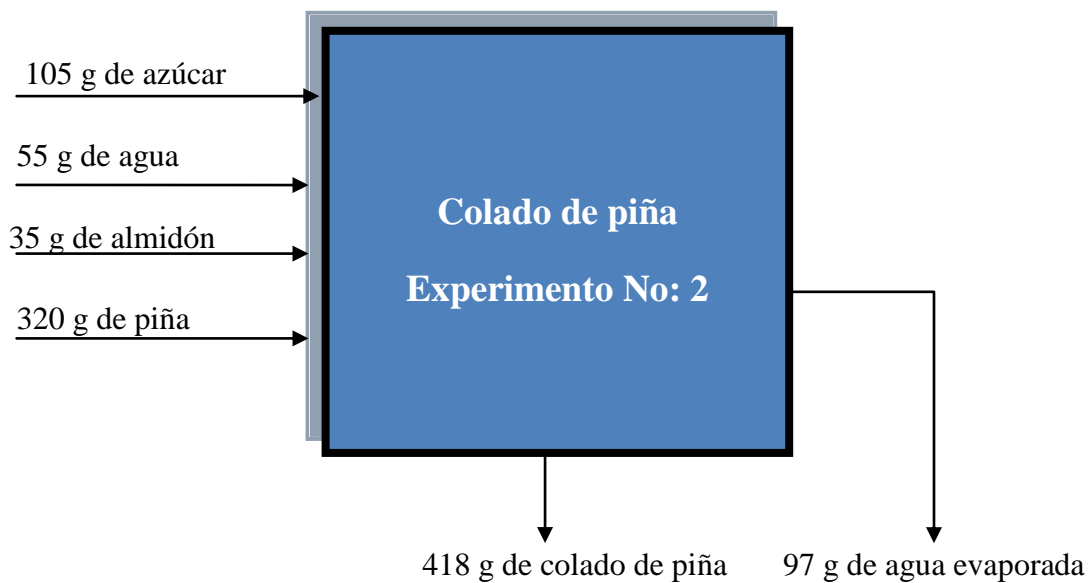 105 g de azúcar
55 g de agua
35 g de almidón
320 g de piña
Colado de piña
Experimento No: 2
418 g de colado de piña
97 g de agua evaporada